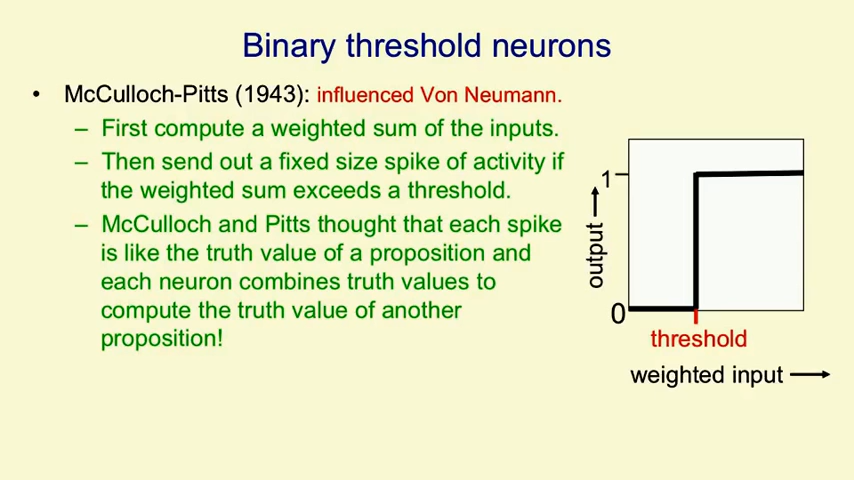 Binary threshold neurons
• McCulloch-Pitts (1943): influenced Von Neumann.
– First compute a weighted sum of the inputs.
– Then send out a fixed size spike of activity if
the weighted sum exceeds a threshold.
– McCulloch and Pitts thought that each spike
is like the truth value of a proposition and
each neuron combines truth values to
compute the truth value of another
proposition!
1
output
0
threshold
weighted input